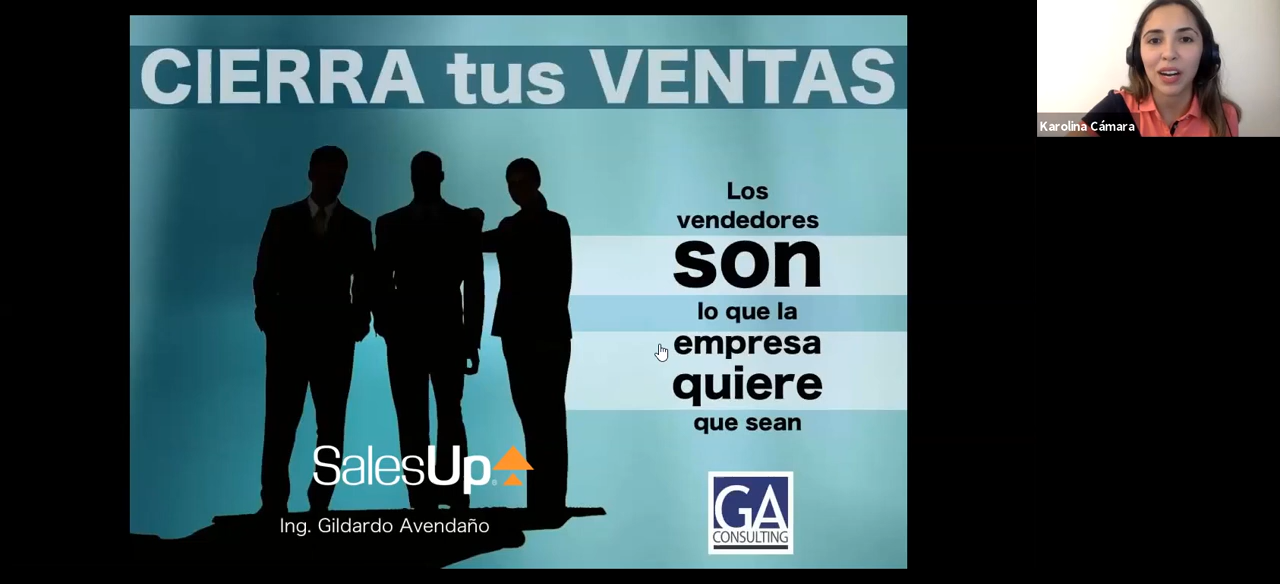 CIERRA tus VENTAS
Karolina Cámara
Los
vendedores
son
lo que la
empresa
quiere
que sean
SalesUp®
Ing. Gildardo Avendaño
GA
CONSULTING